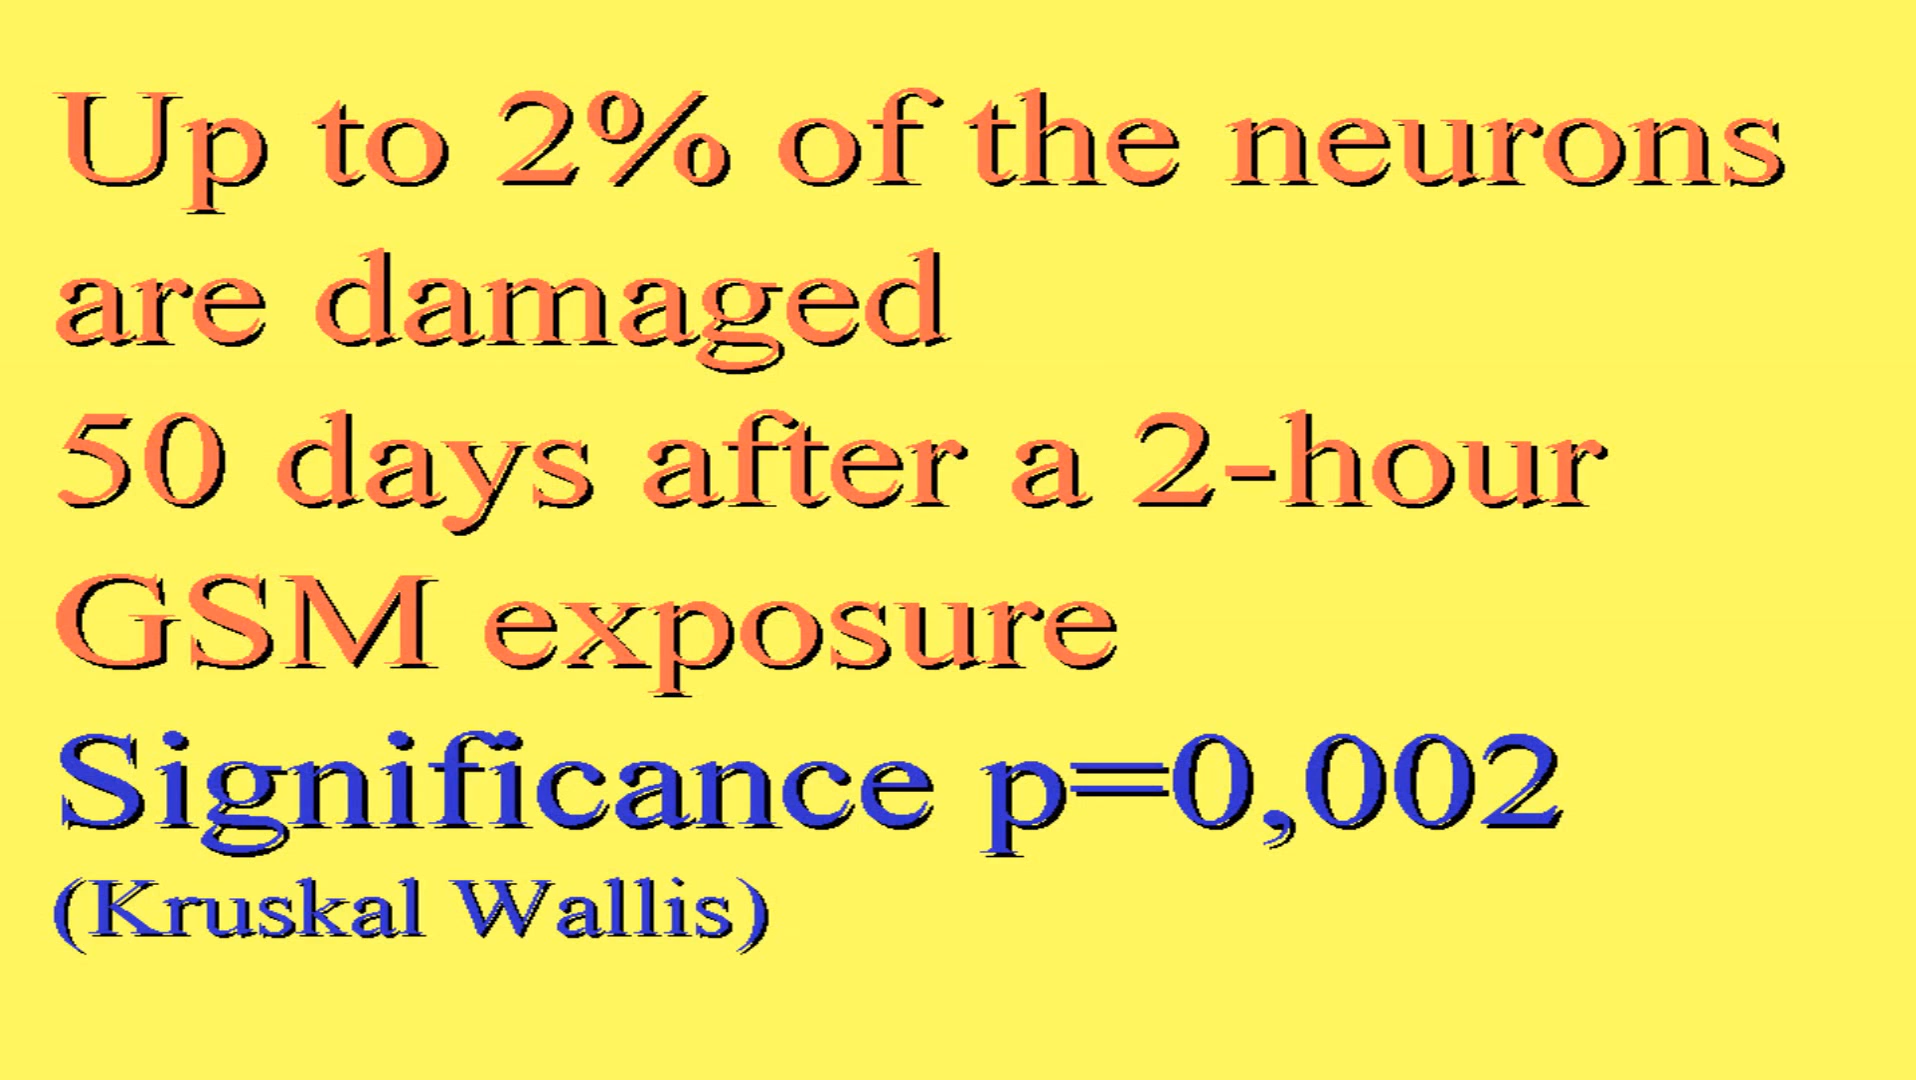 Up to 2% of the neurons
are damaged
50 days after a 2-hour
GSM exposure
Significance p=0,002
(Kruskal Wallis)